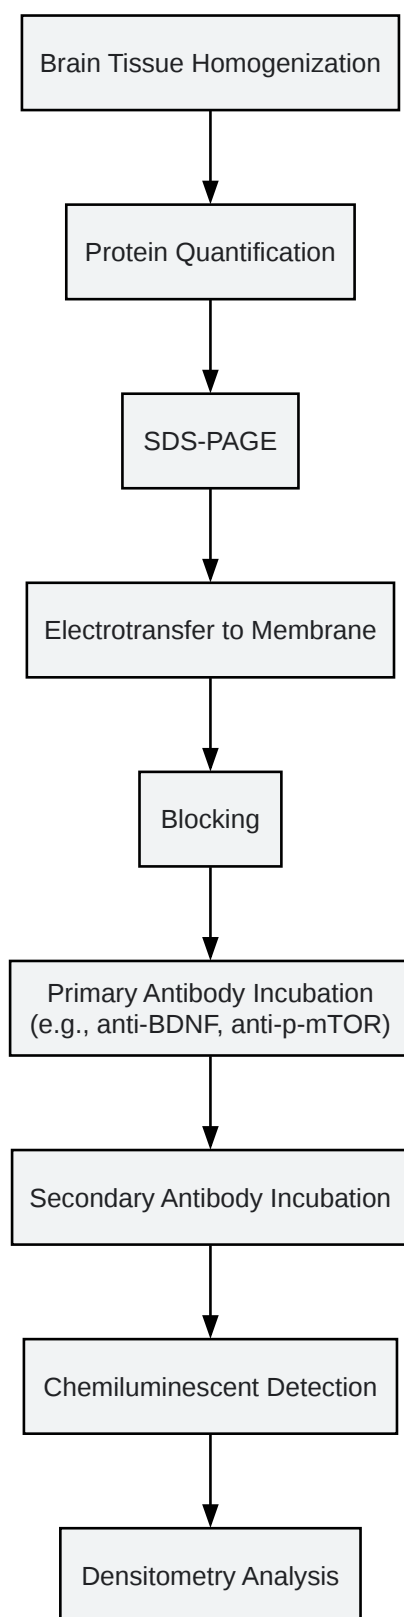 Brain Tissue Homogenization
Protein Quantification
SDS-PAGE
Electrotransfer to Membrane
Blocking
Primary Antibody Incubation
(e.g., anti-BDNF, anti-p-mTOR)
Secondary Antibody Incubation
Chemiluminescent Detection
Densitometry Analysis